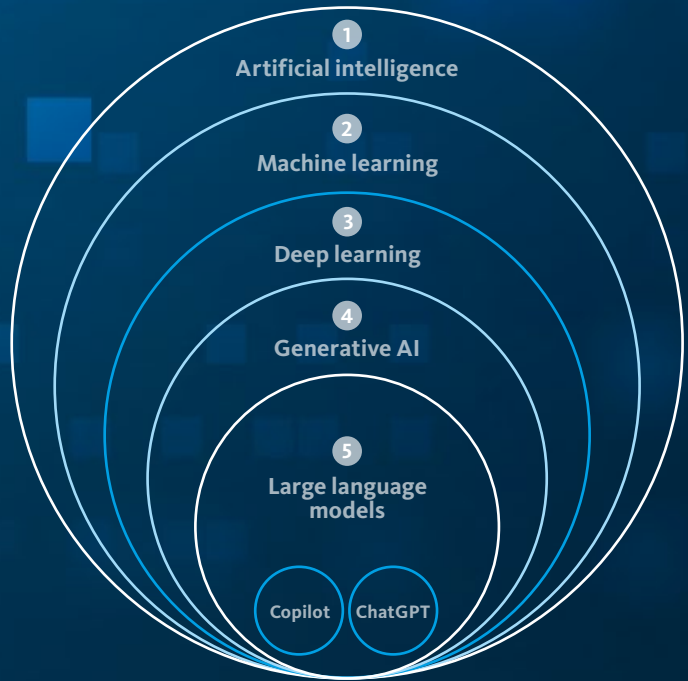 1
Artificial intelligence
2
Machine learning
3
Deep learning
4
Generative AI
5
Large language
models
Copilot ChatGPT